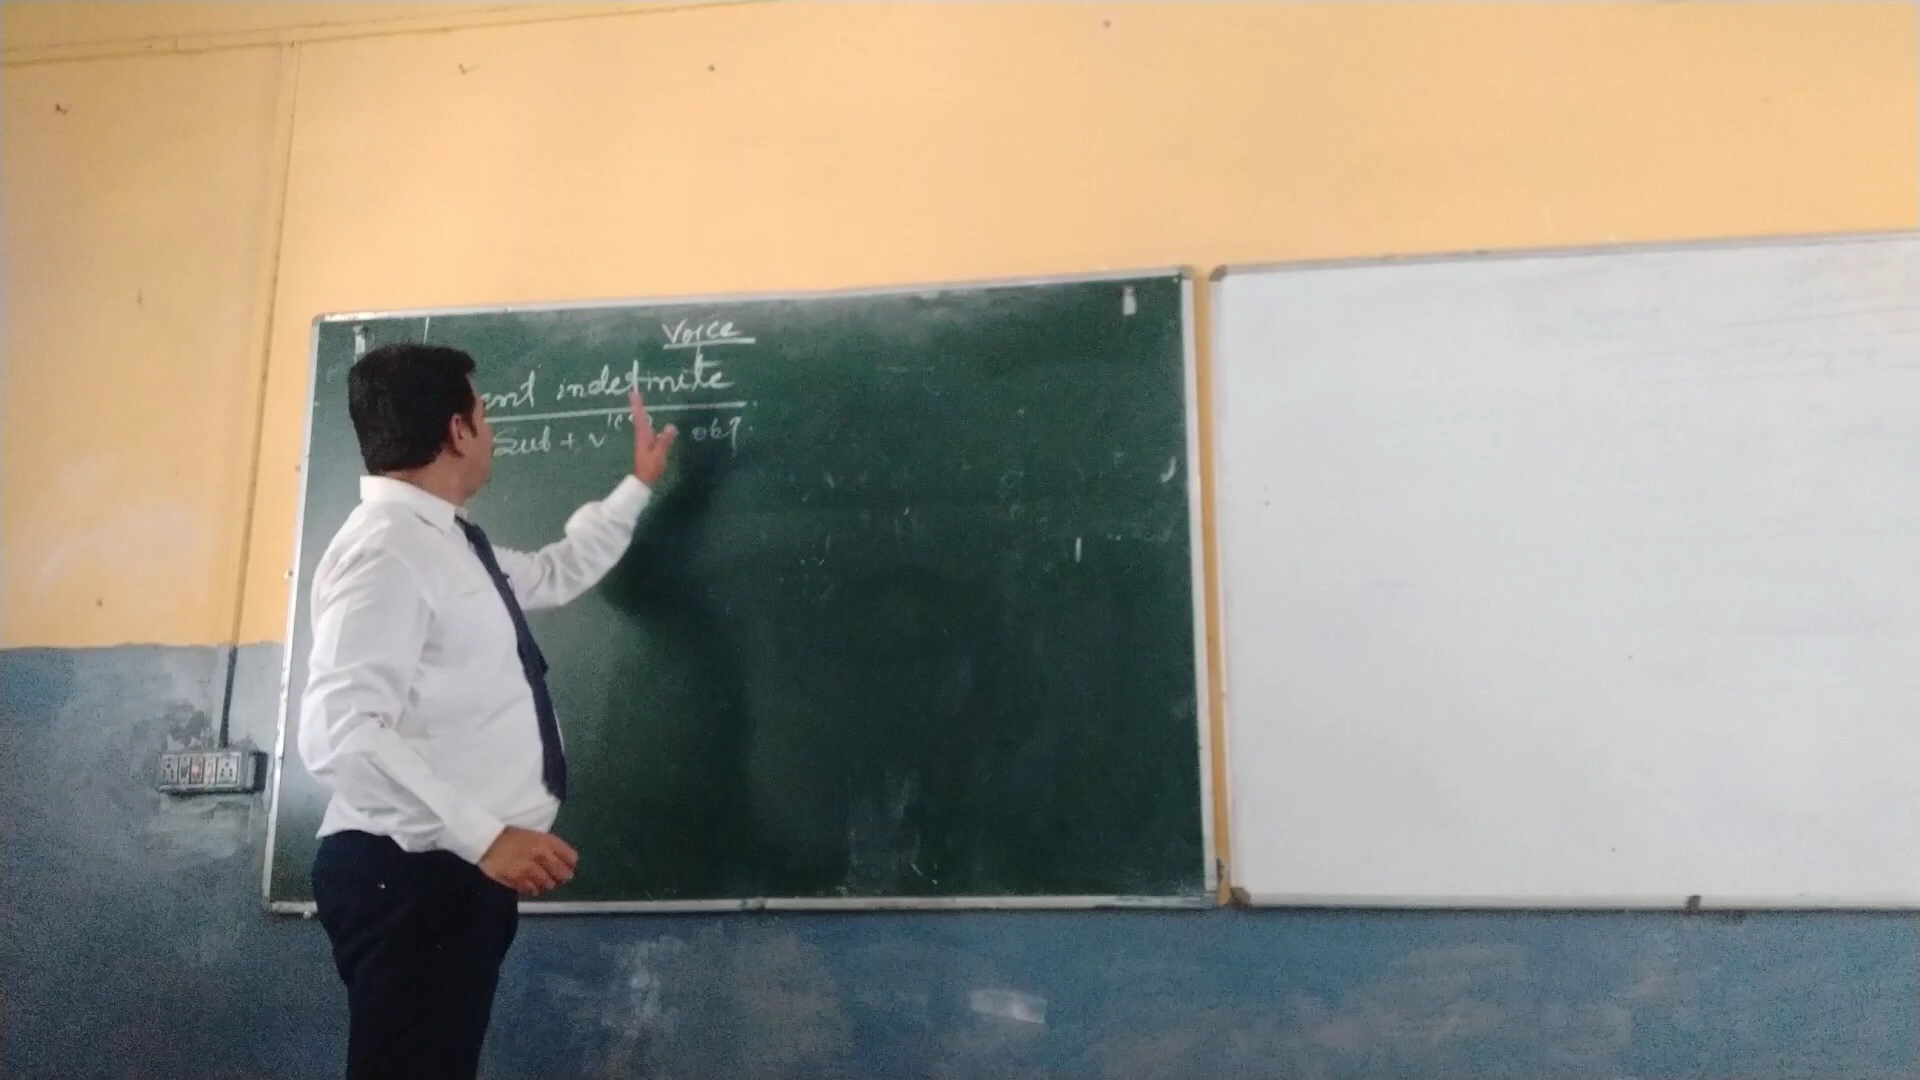 Voice
ent indefinite
Sub + v obj.